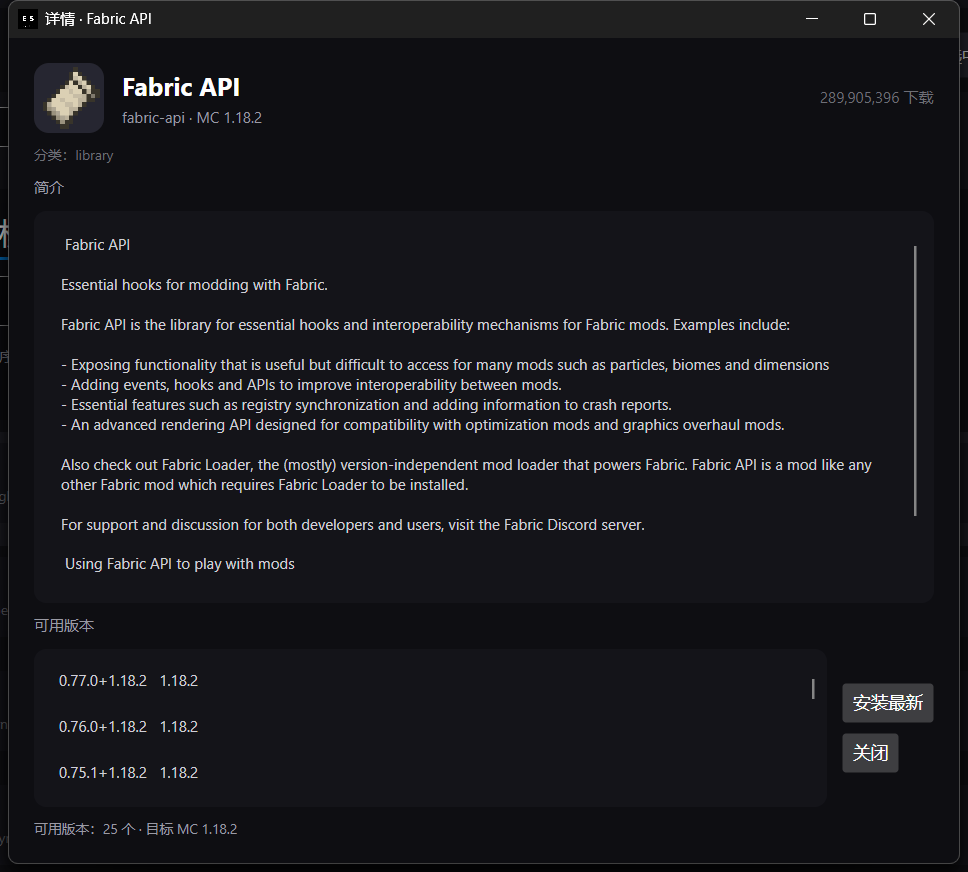 ES 详情 · Fabric API
Fabric API
289,905,396 下载
fabric-api · MC 1.18.2
分类：library
简介
Fabric API
Essential hooks for modding with Fabric.
Fabric API is the library for essential hooks and interoperability mechanisms for Fabric mods. Examples include:
- Exposing functionality that is useful but difficult to access for many mods such as particles, biomes and dimensions
- Adding events, hooks and APIs to improve interoperability between mods.
- Essential features such as registry synchronization and adding information to crash reports.
- An advanced rendering API designed for compatibility with optimization mods and graphics overhaul mods.
Also check out Fabric Loader, the (mostly) version-independent mod loader that powers Fabric. Fabric API is a mod like any
other Fabric mod which requires Fabric Loader to be installed.
For support and discussion for both developers and users, visit the Fabric Discord server.
Using Fabric API to play with mods
可用版本
0.77.0+1.18.2 1.18.2
0.76.0+1.18.2 1.18.2
0.75.1+1.18.2 1.18.2
安装最新
关闭
可用版本：25 个 · 目标 MC 1.18.2